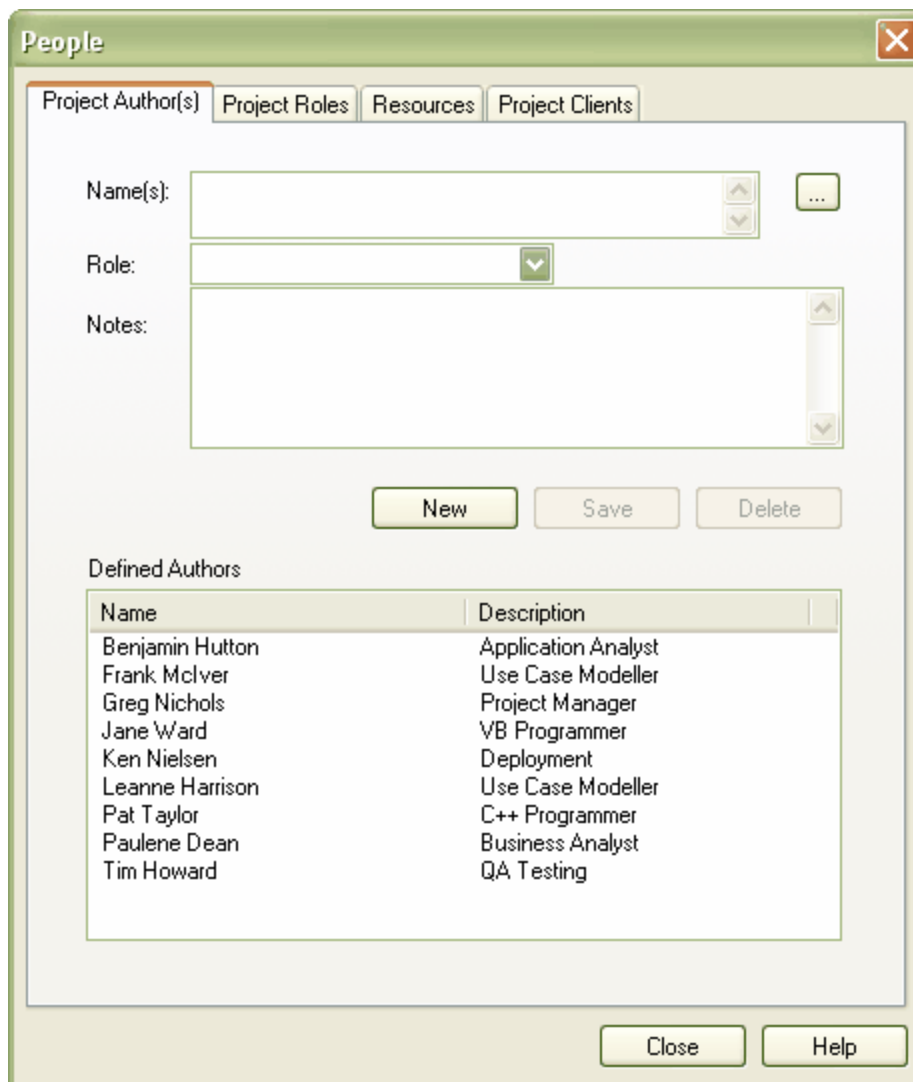 People
Project Author(s) Project Roles Resources Project Clients
Name(s):
...
Role:
Notes:
New Save Delete
Defined Authors
Name Description
Benjamin Hutton Application Analyst
Frank McIver Use Case Modeller
Greg Nichols Project Manager
Jane Ward VB Programmer
Ken Nielsen Deployment
Leanne Harrison Use Case Modeller
Pat Taylor C++ Programmer
Paulene Dean Business Analyst
Tim Howard QA Testing
Close Help